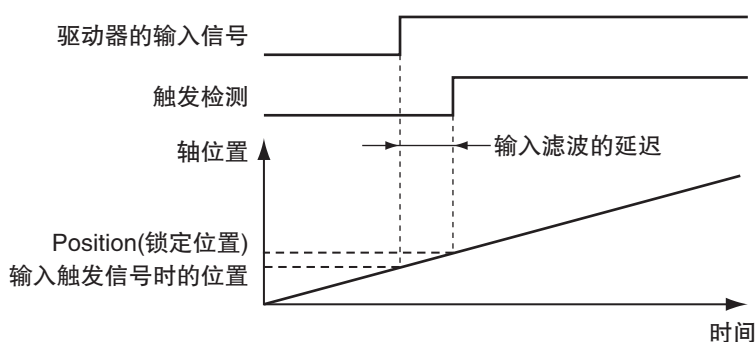 驱动器的输入信号
触发检测
轴位置
输入滤波的延迟
Position(锁定位置)
输入触发信号时的位置
时间